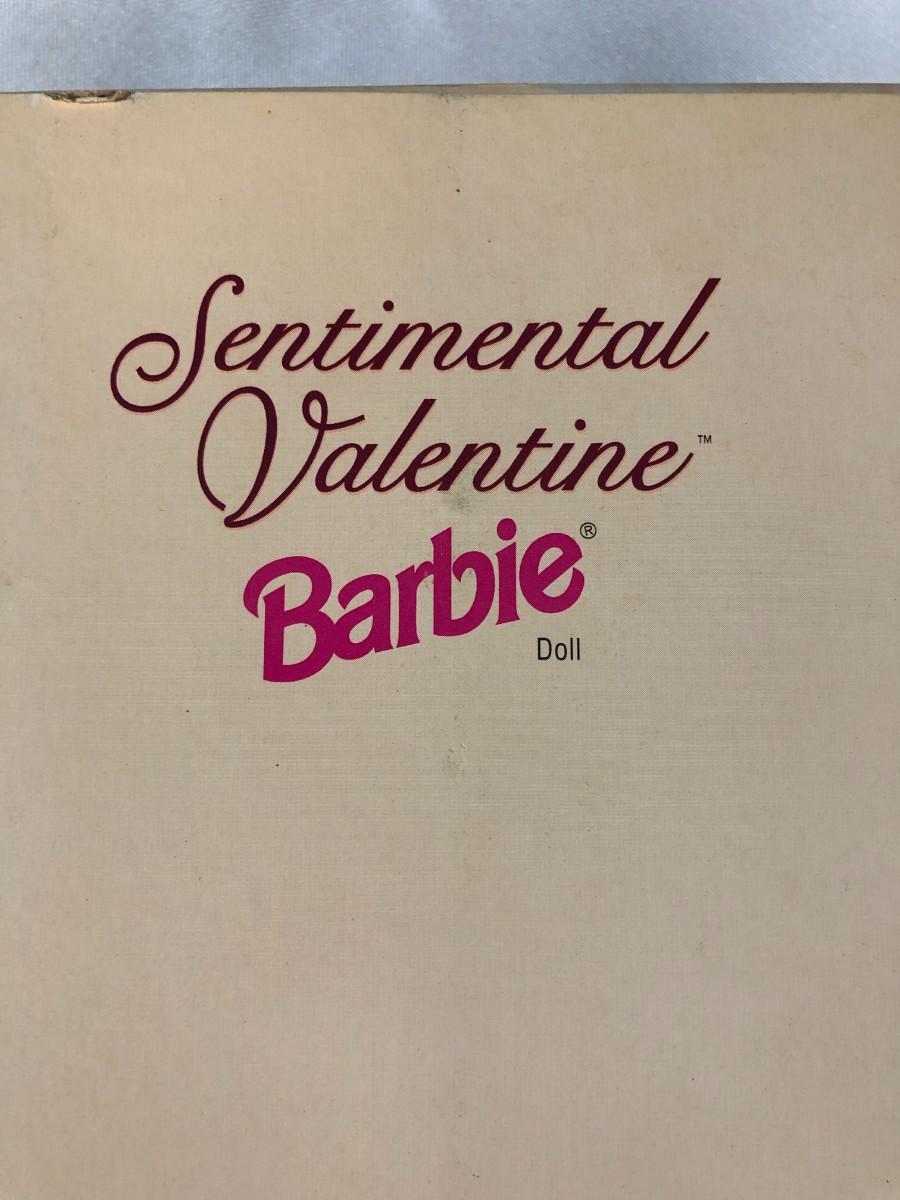 Sentimental
Valentine™
Barbie®
Doll